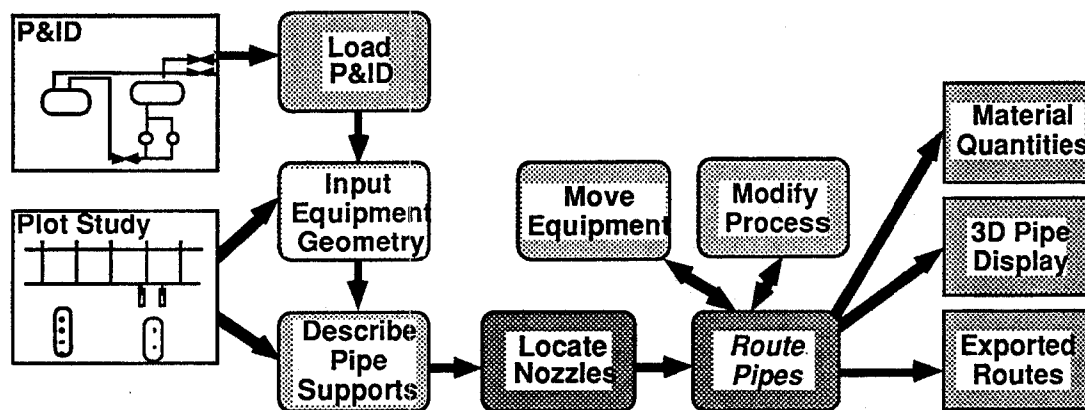 P&ID
Load
P&ID
Input
Equipment
Geometry
Plot Study
Describe
Pipe
Supports
Locate
Nozzles
Move
Equipment
Modify
Process
Route
Pipes
Material
Quantities
3D Pipe
Display
Exported
Routes